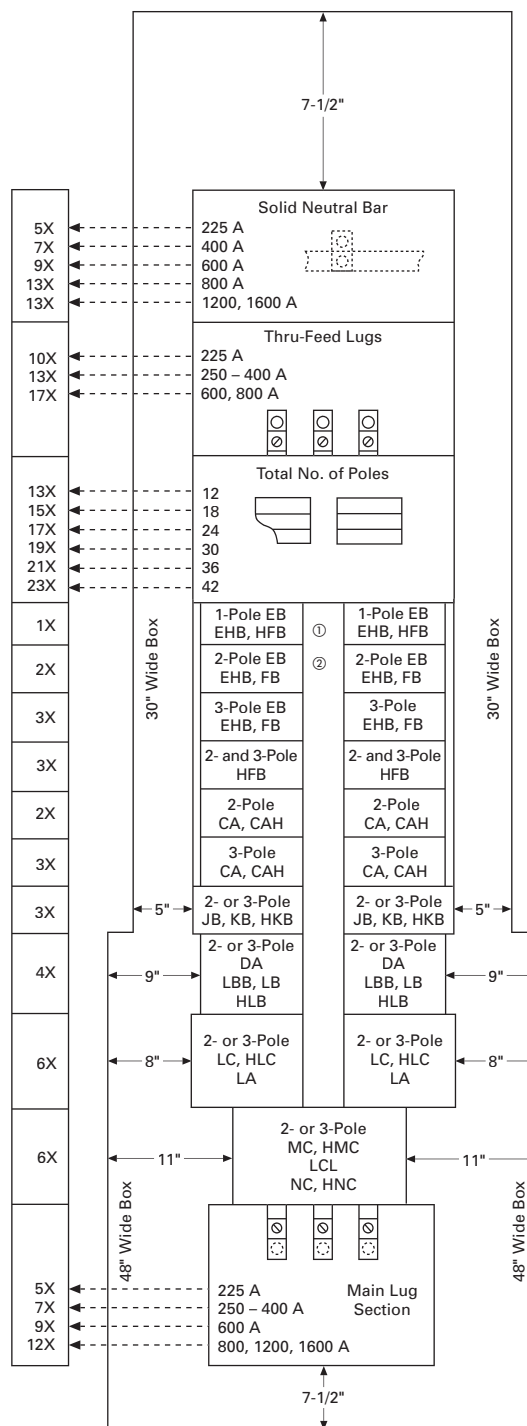 7-1/2"
Solid Neutral Bar
5X 225 A
7X 400 A
9X 600 A
13X 800 A
13X 1200, 1600 A
Thru-Feed Lugs
10X 225 A
13X 250 – 400 A
17X 600, 800 A
Total No. of Poles
13X 12
15X 18
17X 24
19X 30
21X 36
23X 42
30" Wide Box
30" Wide Box
1X
1-Pole EB
EHB, HFB
①
1-Pole EB
EHB, HFB
2X
2-Pole EB
EHB, FB
②
2-Pole EB
EHB, FB
3X
3-Pole EB
EHB, FB
3-Pole
EHB, FB
3X
2- and 3-Pole
HFB
2- and 3-Pole
HFB
2X
2-Pole
CA, CAH
2-Pole
CA, CAH
3X
3-Pole
CA, CAH
3-Pole
CA, CAH
3X
5"
2- or 3-Pole
JB, KB, HKB
2- or 3-Pole
JB, KB, HKB
5"
4X
9"
2- or 3-Pole
DA
LBB, LB
HLB
2- or 3-Pole
DA
LBB, LB
HLB
9"
6X
8"
2- or 3-Pole
LC, HLC
LA
2- or 3-Pole
LC, HLC
LA
8"
6X
11"
2- or 3-Pole
MC, HMC
LCL
NC, HNC
11"
48" Wide Box
48" Wide Box
Main Lug
Section
5X 225 A
7X 250 – 400 A
9X 600 A
12X 800, 1200, 1600 A
7-1/2"